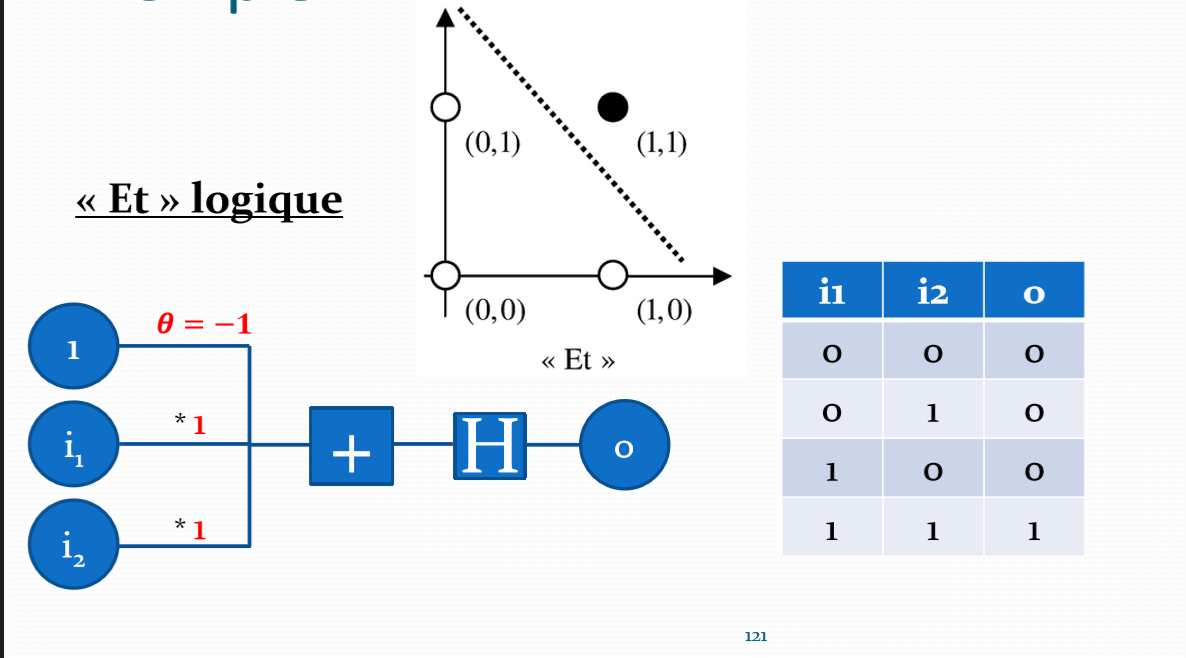 (0,1)
(1,1)
« Et » logique
(0,0)
(1,0)
« Et »
1
θ = −1
i1
* 1
i2
* 1
+
H
o
i1 i2 o
0 0 0
0 1 0
1 0 0
1 1 1
121